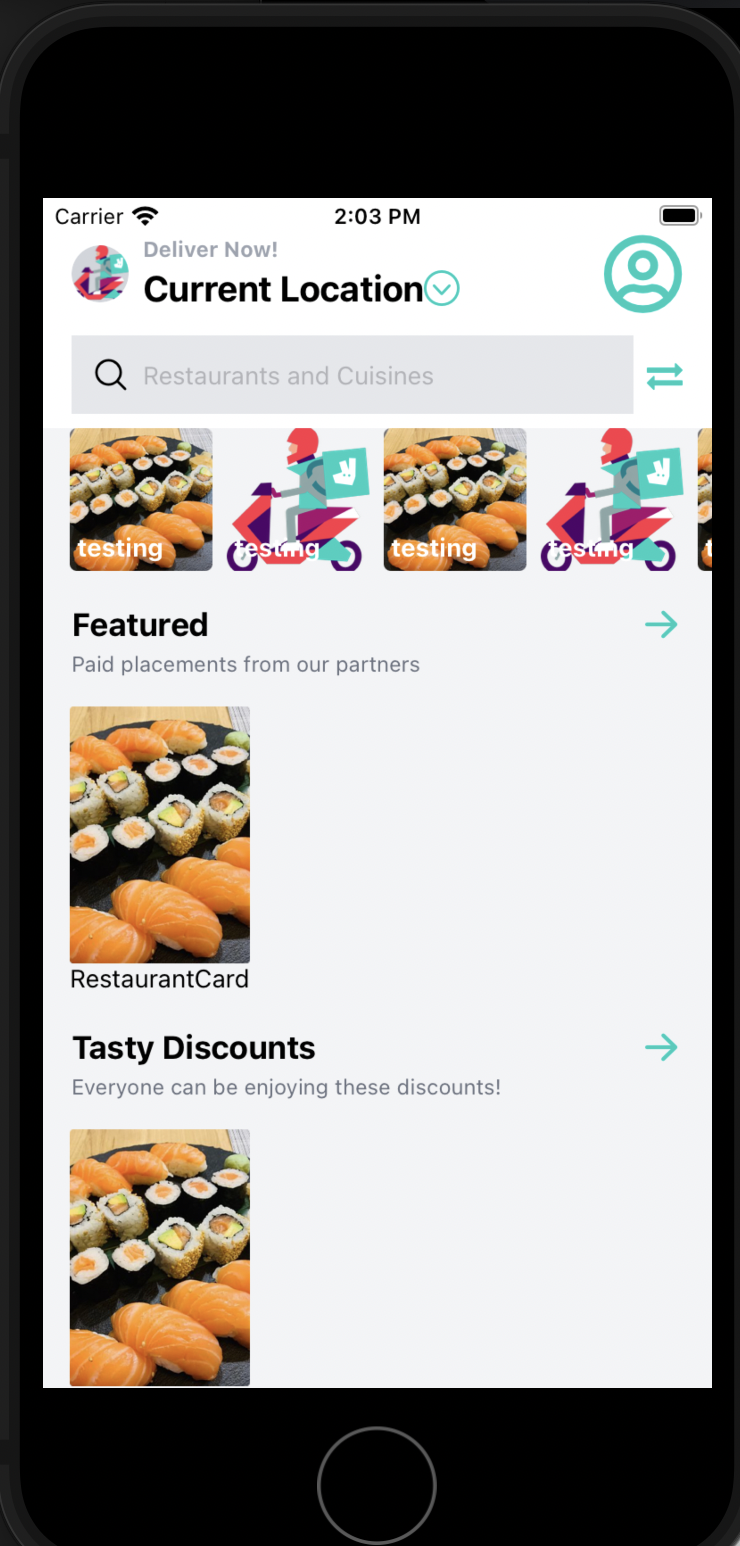 Carrier 2:03 PM
Deliver Now!
Current Location
Restaurants and Cuisines
testing testing testing testing t
Featured
Paid placements from our partners
RestaurantCard
Tasty Discounts
Everyone can be enjoying these discounts!